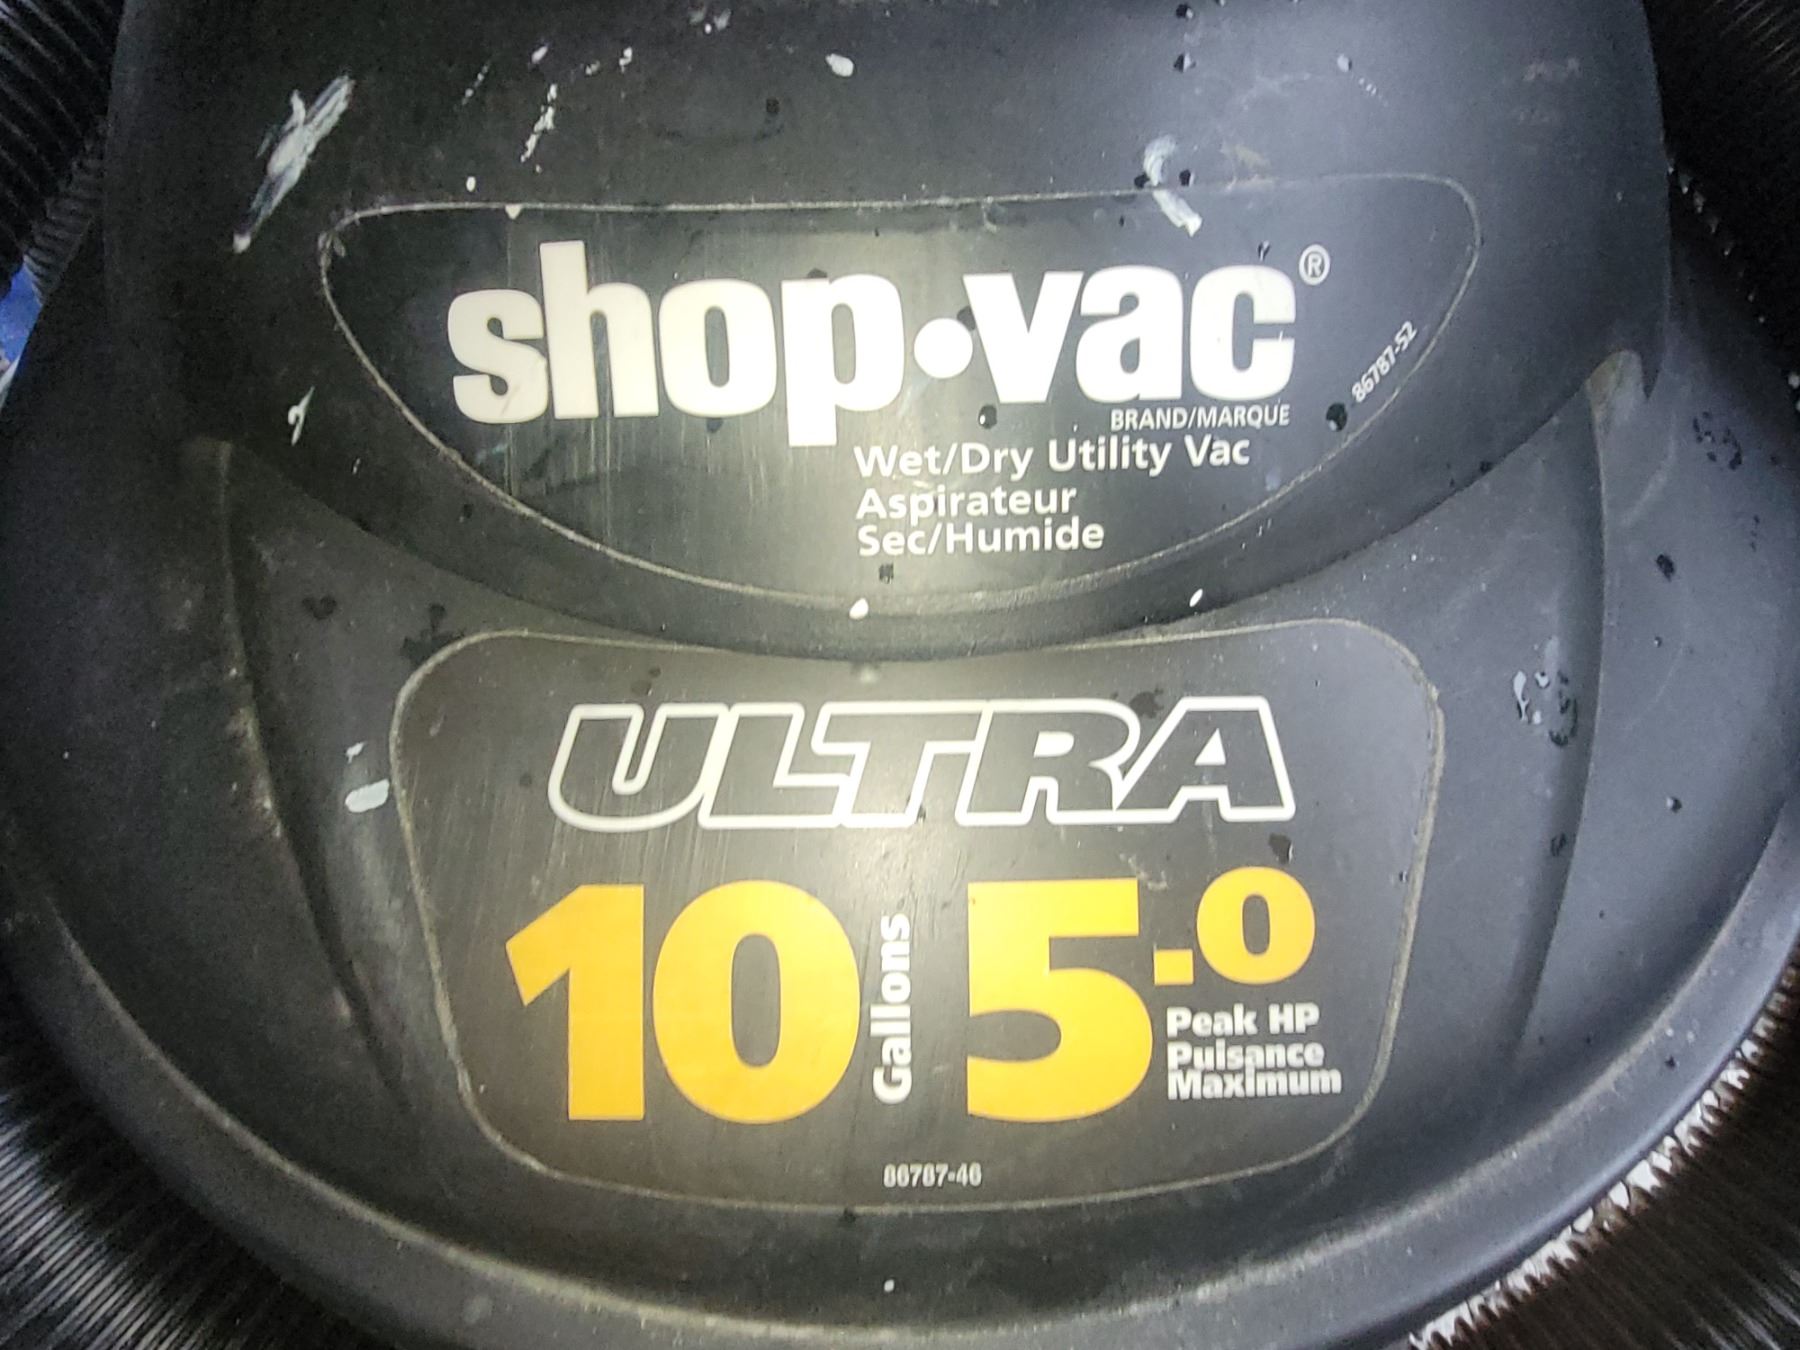 shop•vac®
BRAND/MARQUE
86787-52
Wet/Dry Utility Vac
Aspirateur
Sec/Humide
ULTRA
10 Gallons 5.0
Peak HP
Puisance
Maximum
86787-46